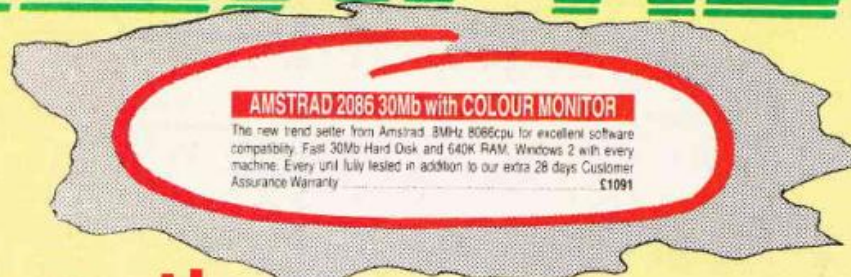 AMSTRAD 2086 30Mb with COLOUR MONITOR
The new trend setter from Amstrad. 8MHz 8086cpu for excellent software
compatibility. Fast 30Mb Hard Disk and 640K RAM. Windows 2 with every
machine. Every unit fully tested in addition to our extra 28 days Customer
Assurance Warranty £1091